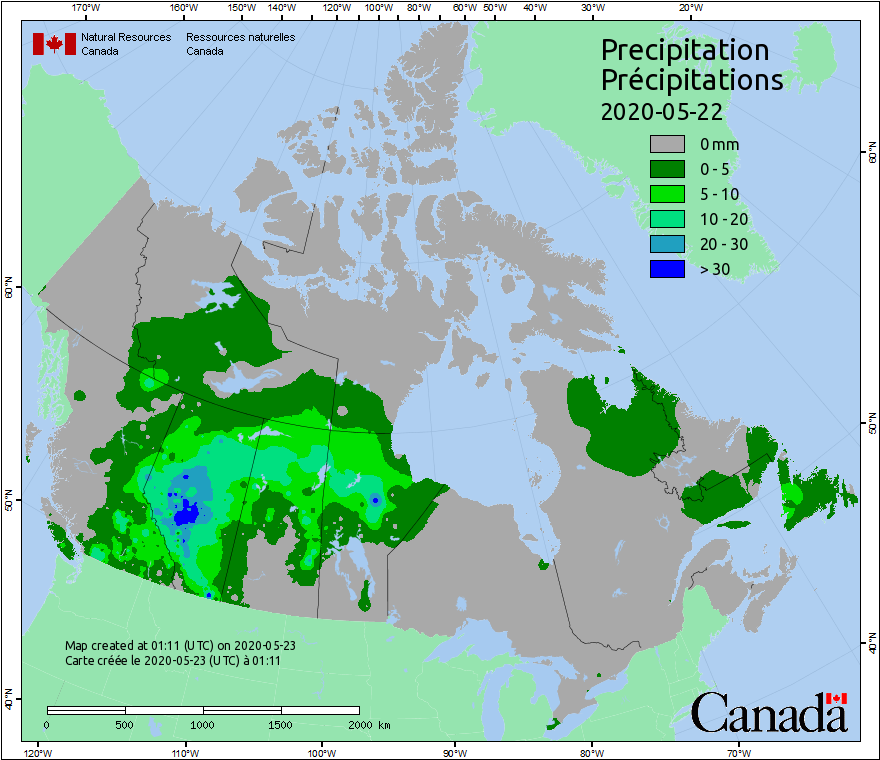 170°W 160°W 150°W 140°W 130°W 120°W 110°W 100°W 90°W 80°W 60°W 50°W 40°W 30°W 20°W
Natural Resources Ressources naturelles
Canada Canada
Precipitation
Précipitations
2020-05-22
0 mm
0 - 5
5 - 10
10 - 20
20 - 30
> 30
60°N
60°N
50°N
50°N
40°N
40°N
Map created at 01:11 (UTC) on 2020-05-23
Carte créée le 2020-05-23 (UTC) à 01:11
0 500 1000 1500 2000 km
Canada
120°W 110°W 100°W 90°W 80°W 70°W